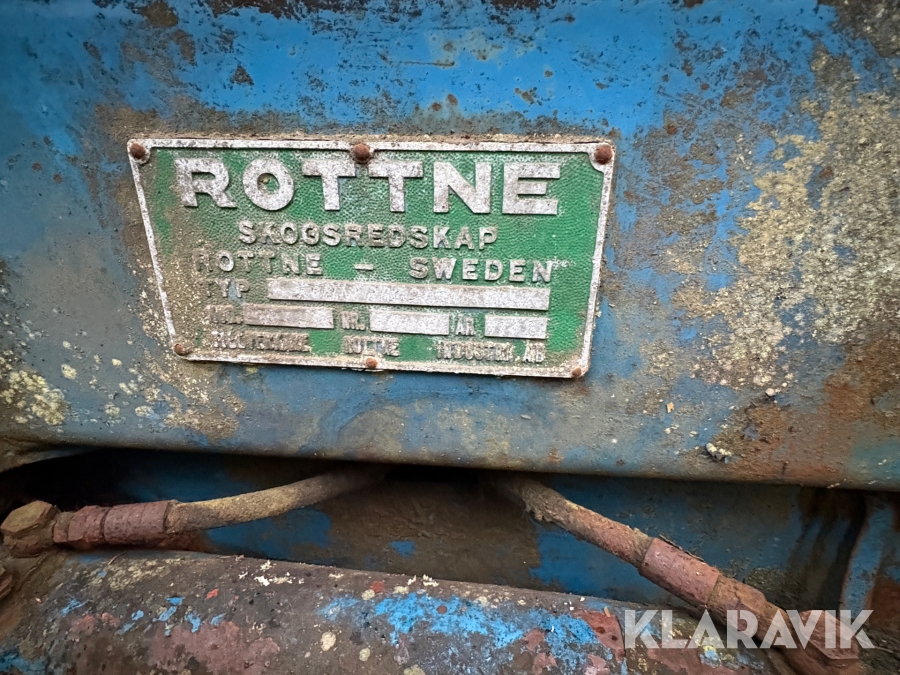 ROTTNE
SKOGSREDSKAP
ROTTNE – SWEDEN
TYP
NR. ÅR
ROTTNE INDUSTRI AB
KLARAVIK